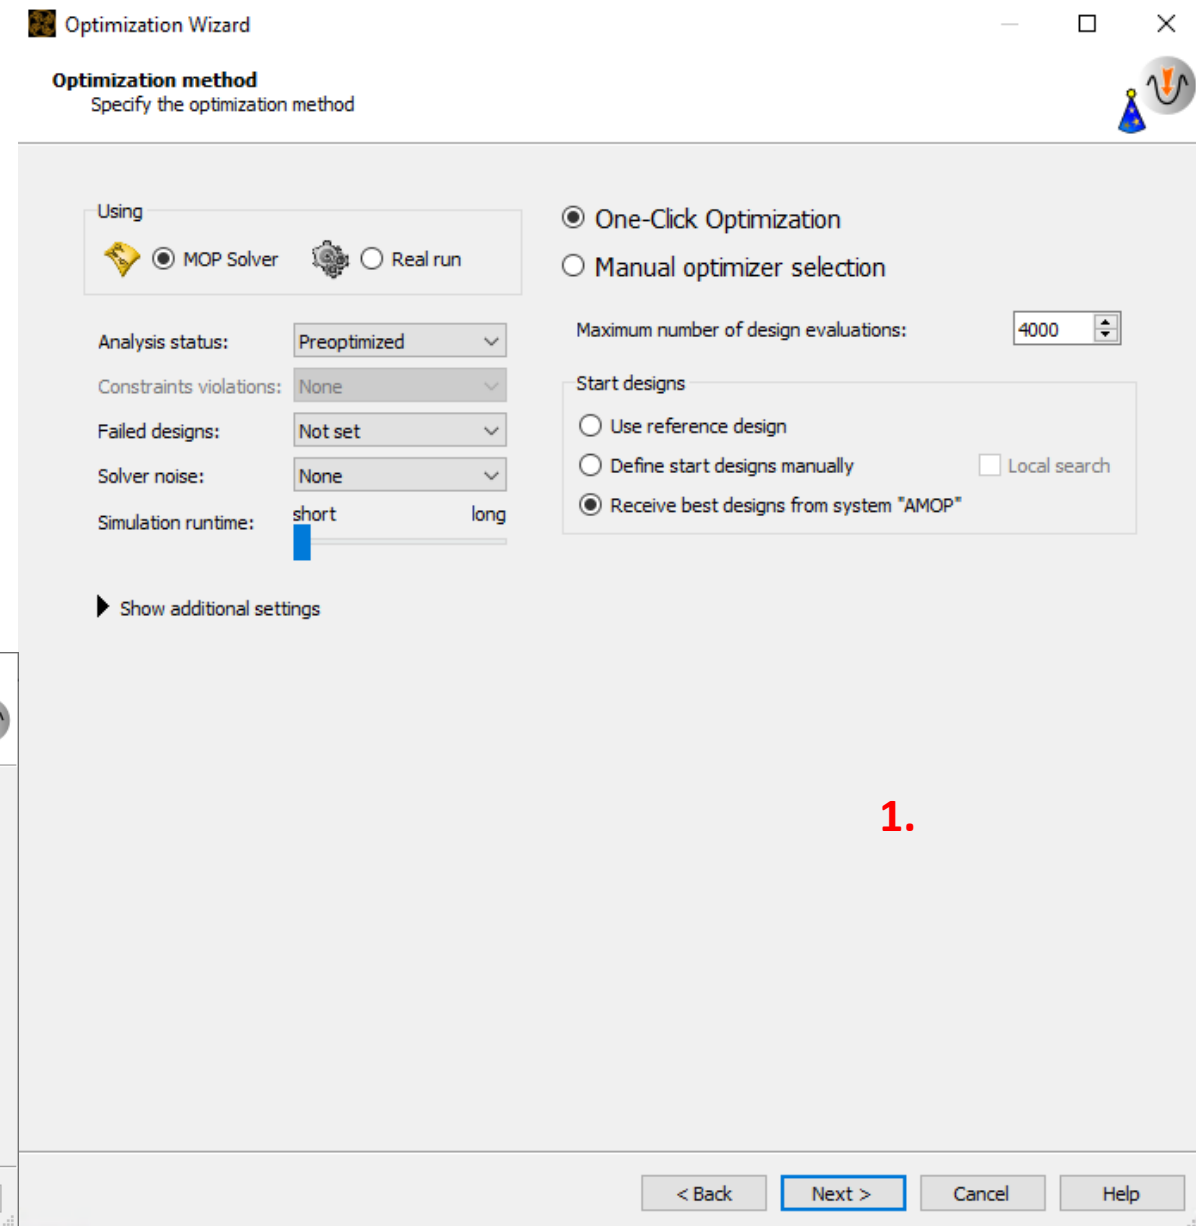 Optimization Wizard
Optimization method
Specify the optimization method
Using
MOP Solver
Real run
One-Click Optimization
Manual optimizer selection
Analysis status:
Preoptimized
Maximum number of design evaluations:
4000
Constraints violations:
None
Start designs
Failed designs:
Not set
Use reference design
Solver noise:
None
Define start designs manually
Local search
Simulation runtime:
short
long
Receive best designs from system "AMOP"
Show additional settings
1.
< Back
Next >
Cancel
Help